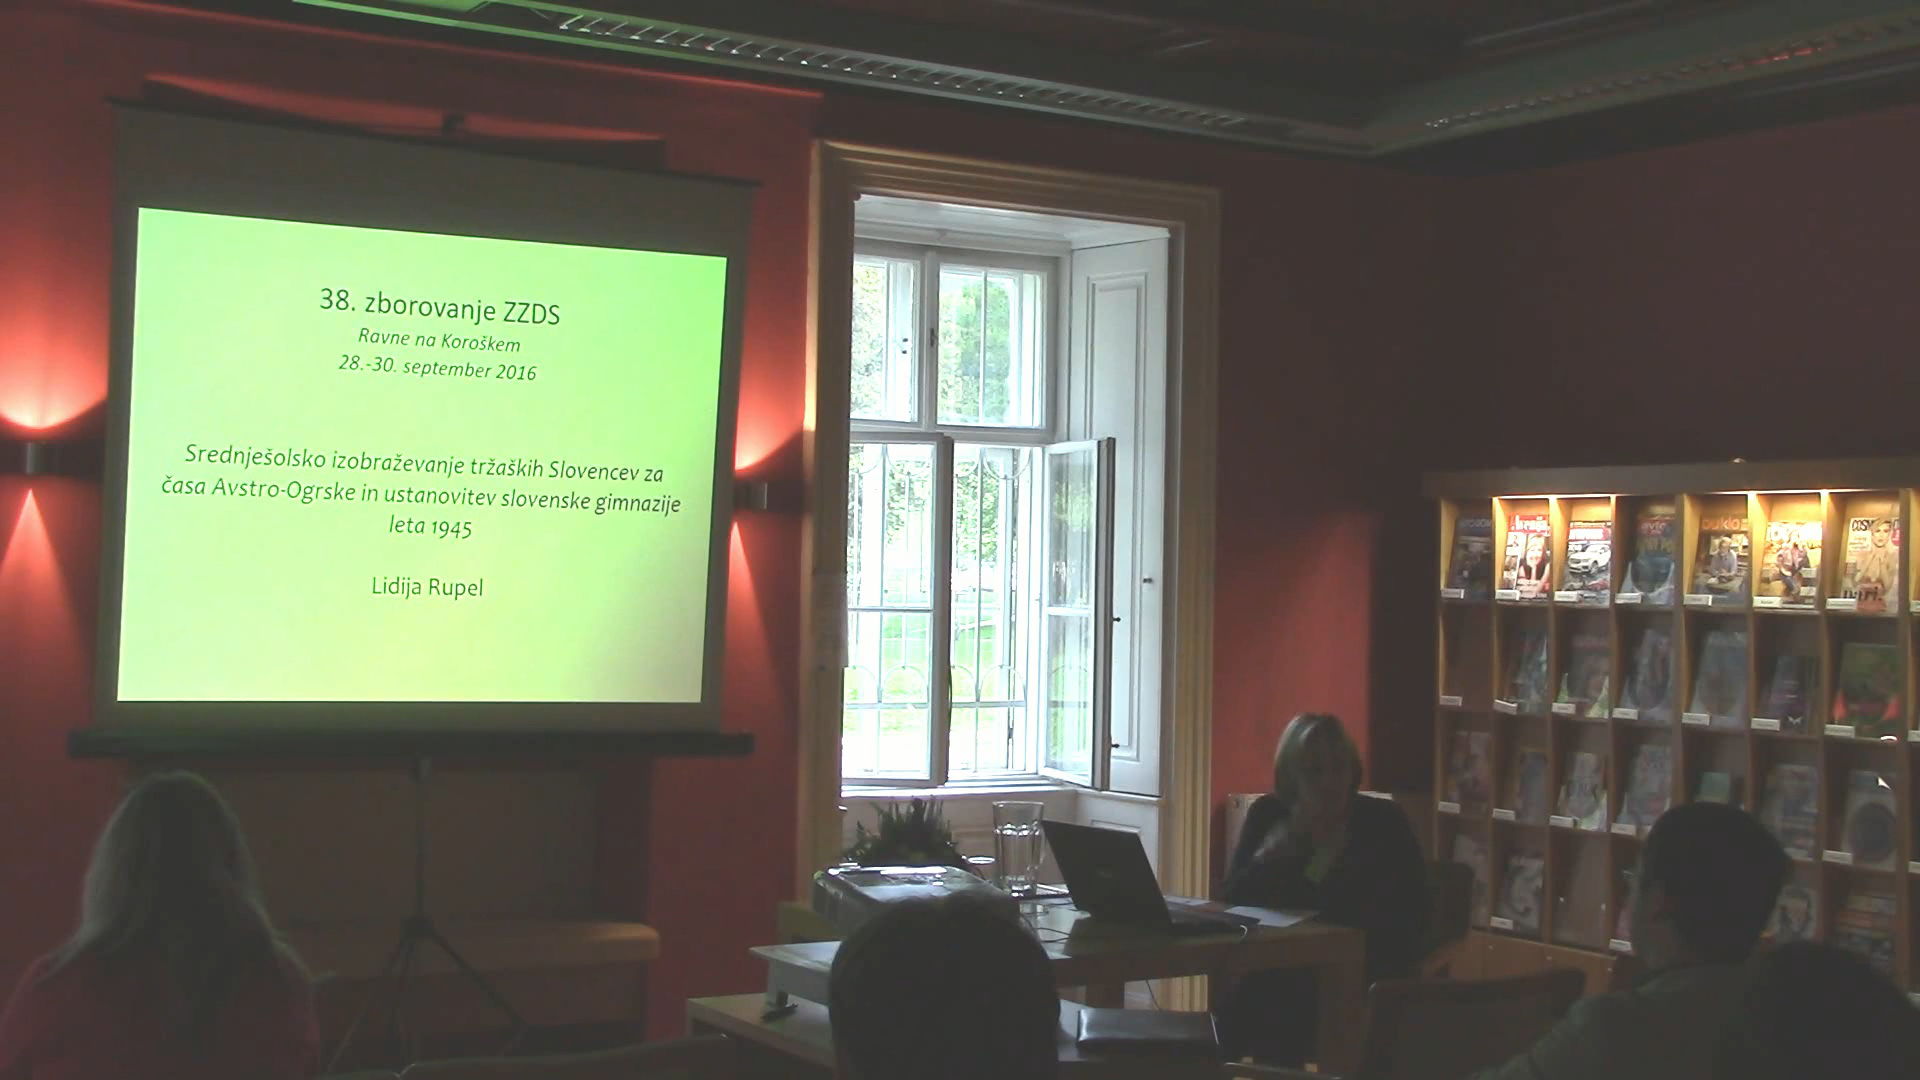 38. zborovanje ZZDS
Ravne na Koroškem
28.-30. september 2016
Srednješolsko izobraževanje tržaških Slovencev za
časa Avstro-Ogrske in ustanovitev slovenske gimnazije
leta 1945
Lidija Rupel
bukla